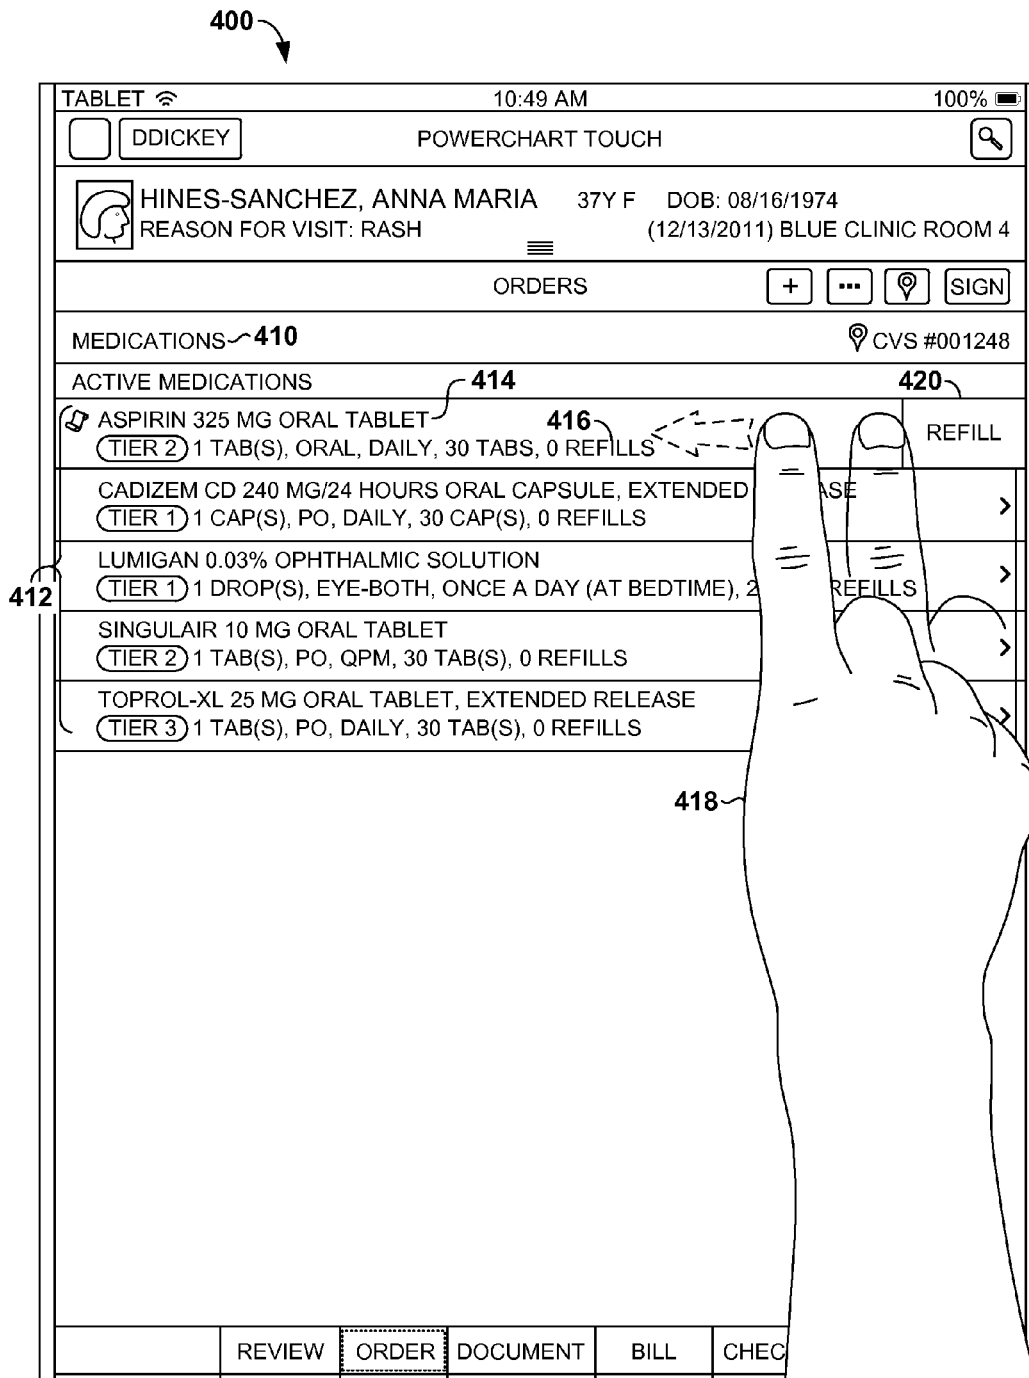 400
TABLET 10:49 AM 100%
DDICKEY POWERCHART TOUCH
HINES-SANCHEZ, ANNA MARIA 37Y F DOB: 08/16/1974
REASON FOR VISIT: RASH (12/13/2011) BLUE CLINIC ROOM 4
ORDERS + ... SIGN
MEDICATIONS 410 CVS #001248
ACTIVE MEDICATIONS 414 420
ASPIRIN 325 MG ORAL TABLET 416 REFILL
TIER 2 1 TAB(S), ORAL, DAILY, 30 TABS, 0 REFILLS
CADIZEM CD 240 MG/24 HOURS ORAL CAPSULE, EXTENDED
TIER 1 1 CAP(S), PO, DAILY, 30 CAP(S), 0 REFILLS >
LUMIGAN 0.03% OPHTHALMIC SOLUTION
412 TIER 1 1 DROP(S), EYE-BOTH, ONCE A DAY (AT BEDTIME), 2 REFILLS >
SINGULAIR 10 MG ORAL TABLET
TIER 2 1 TAB(S), PO, QPM, 30 TAB(S), 0 REFILLS >
TOPROL-XL 25 MG ORAL TABLET, EXTENDED RELEASE
TIER 3 1 TAB(S), PO, DAILY, 30 TAB(S), 0 REFILLS >
418
REVIEW ORDER DOCUMENT BILL CHEC